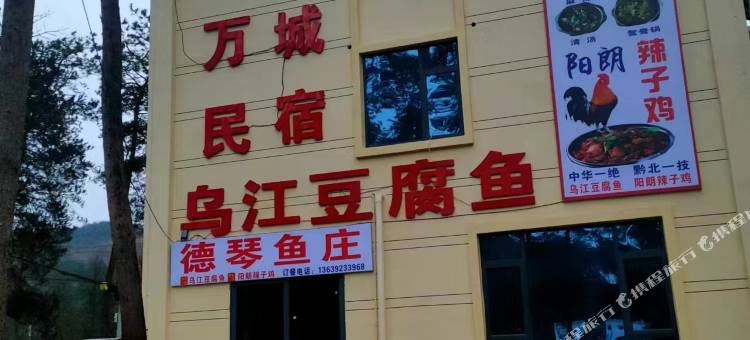 万城
民宿
乌江豆腐鱼
德琴鱼庄
乌江豆腐鱼 阳朗辣子鸡 订餐电话：13639233968
清汤 鸳鸯锅
阳朗
辣子鸡
中华一绝 黔北一技
乌江豆腐鱼 阳朗辣子鸡
携程旅行
携程旅行